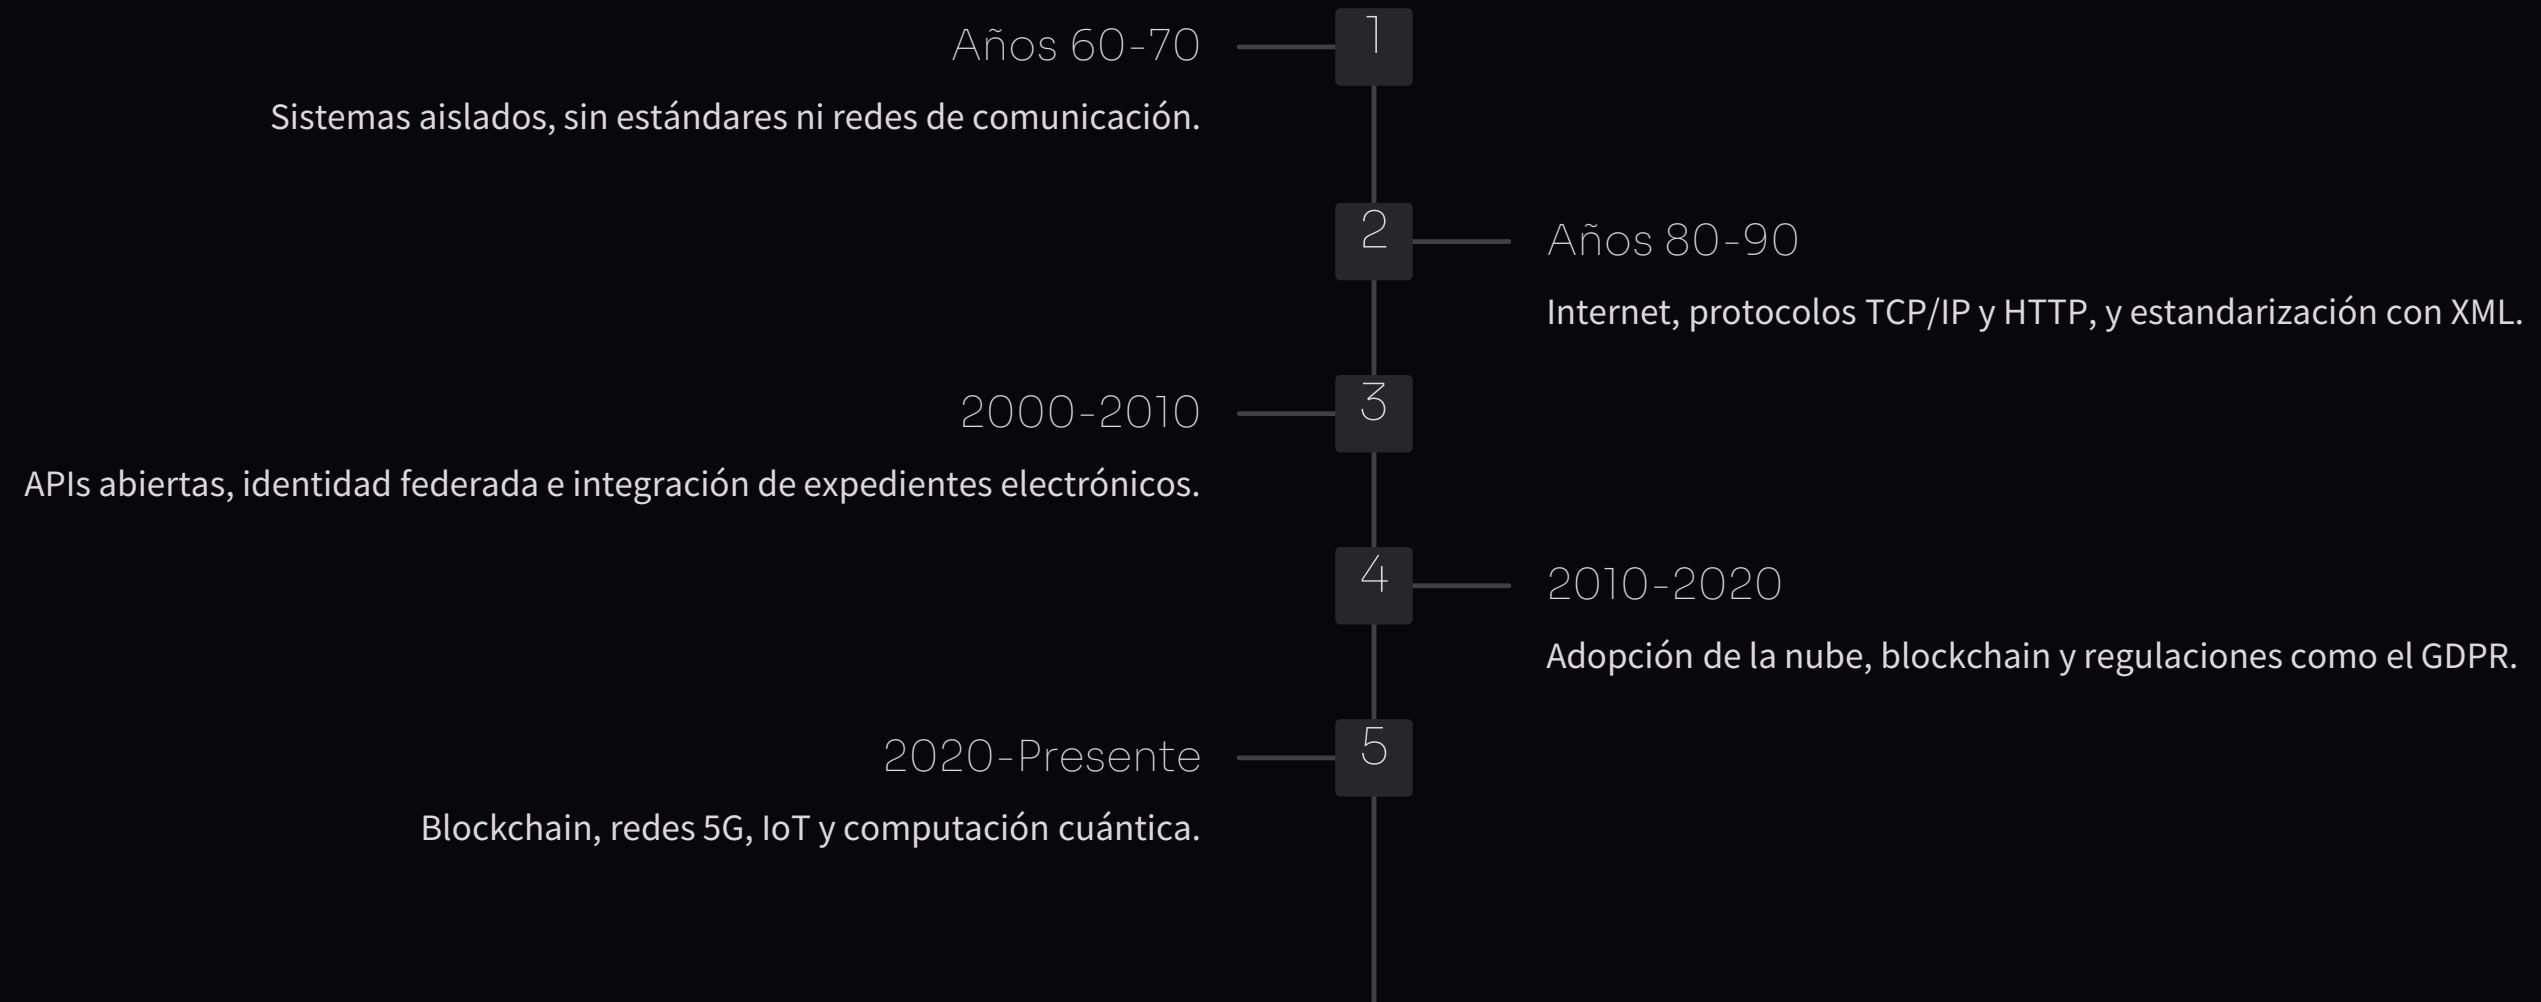 1
Años 60-70
Sistemas aislados, sin estándares ni redes de comunicación.
2
Años 80-90
Internet, protocolos TCP/IP y HTTP, y estandarización con XML.
3
2000-2010
APIs abiertas, identidad federada e integración de expedientes electrónicos.
4
2010-2020
Adopción de la nube, blockchain y regulaciones como el GDPR.
5
2020-Presente
Blockchain, redes 5G, IoT y computación cuántica.